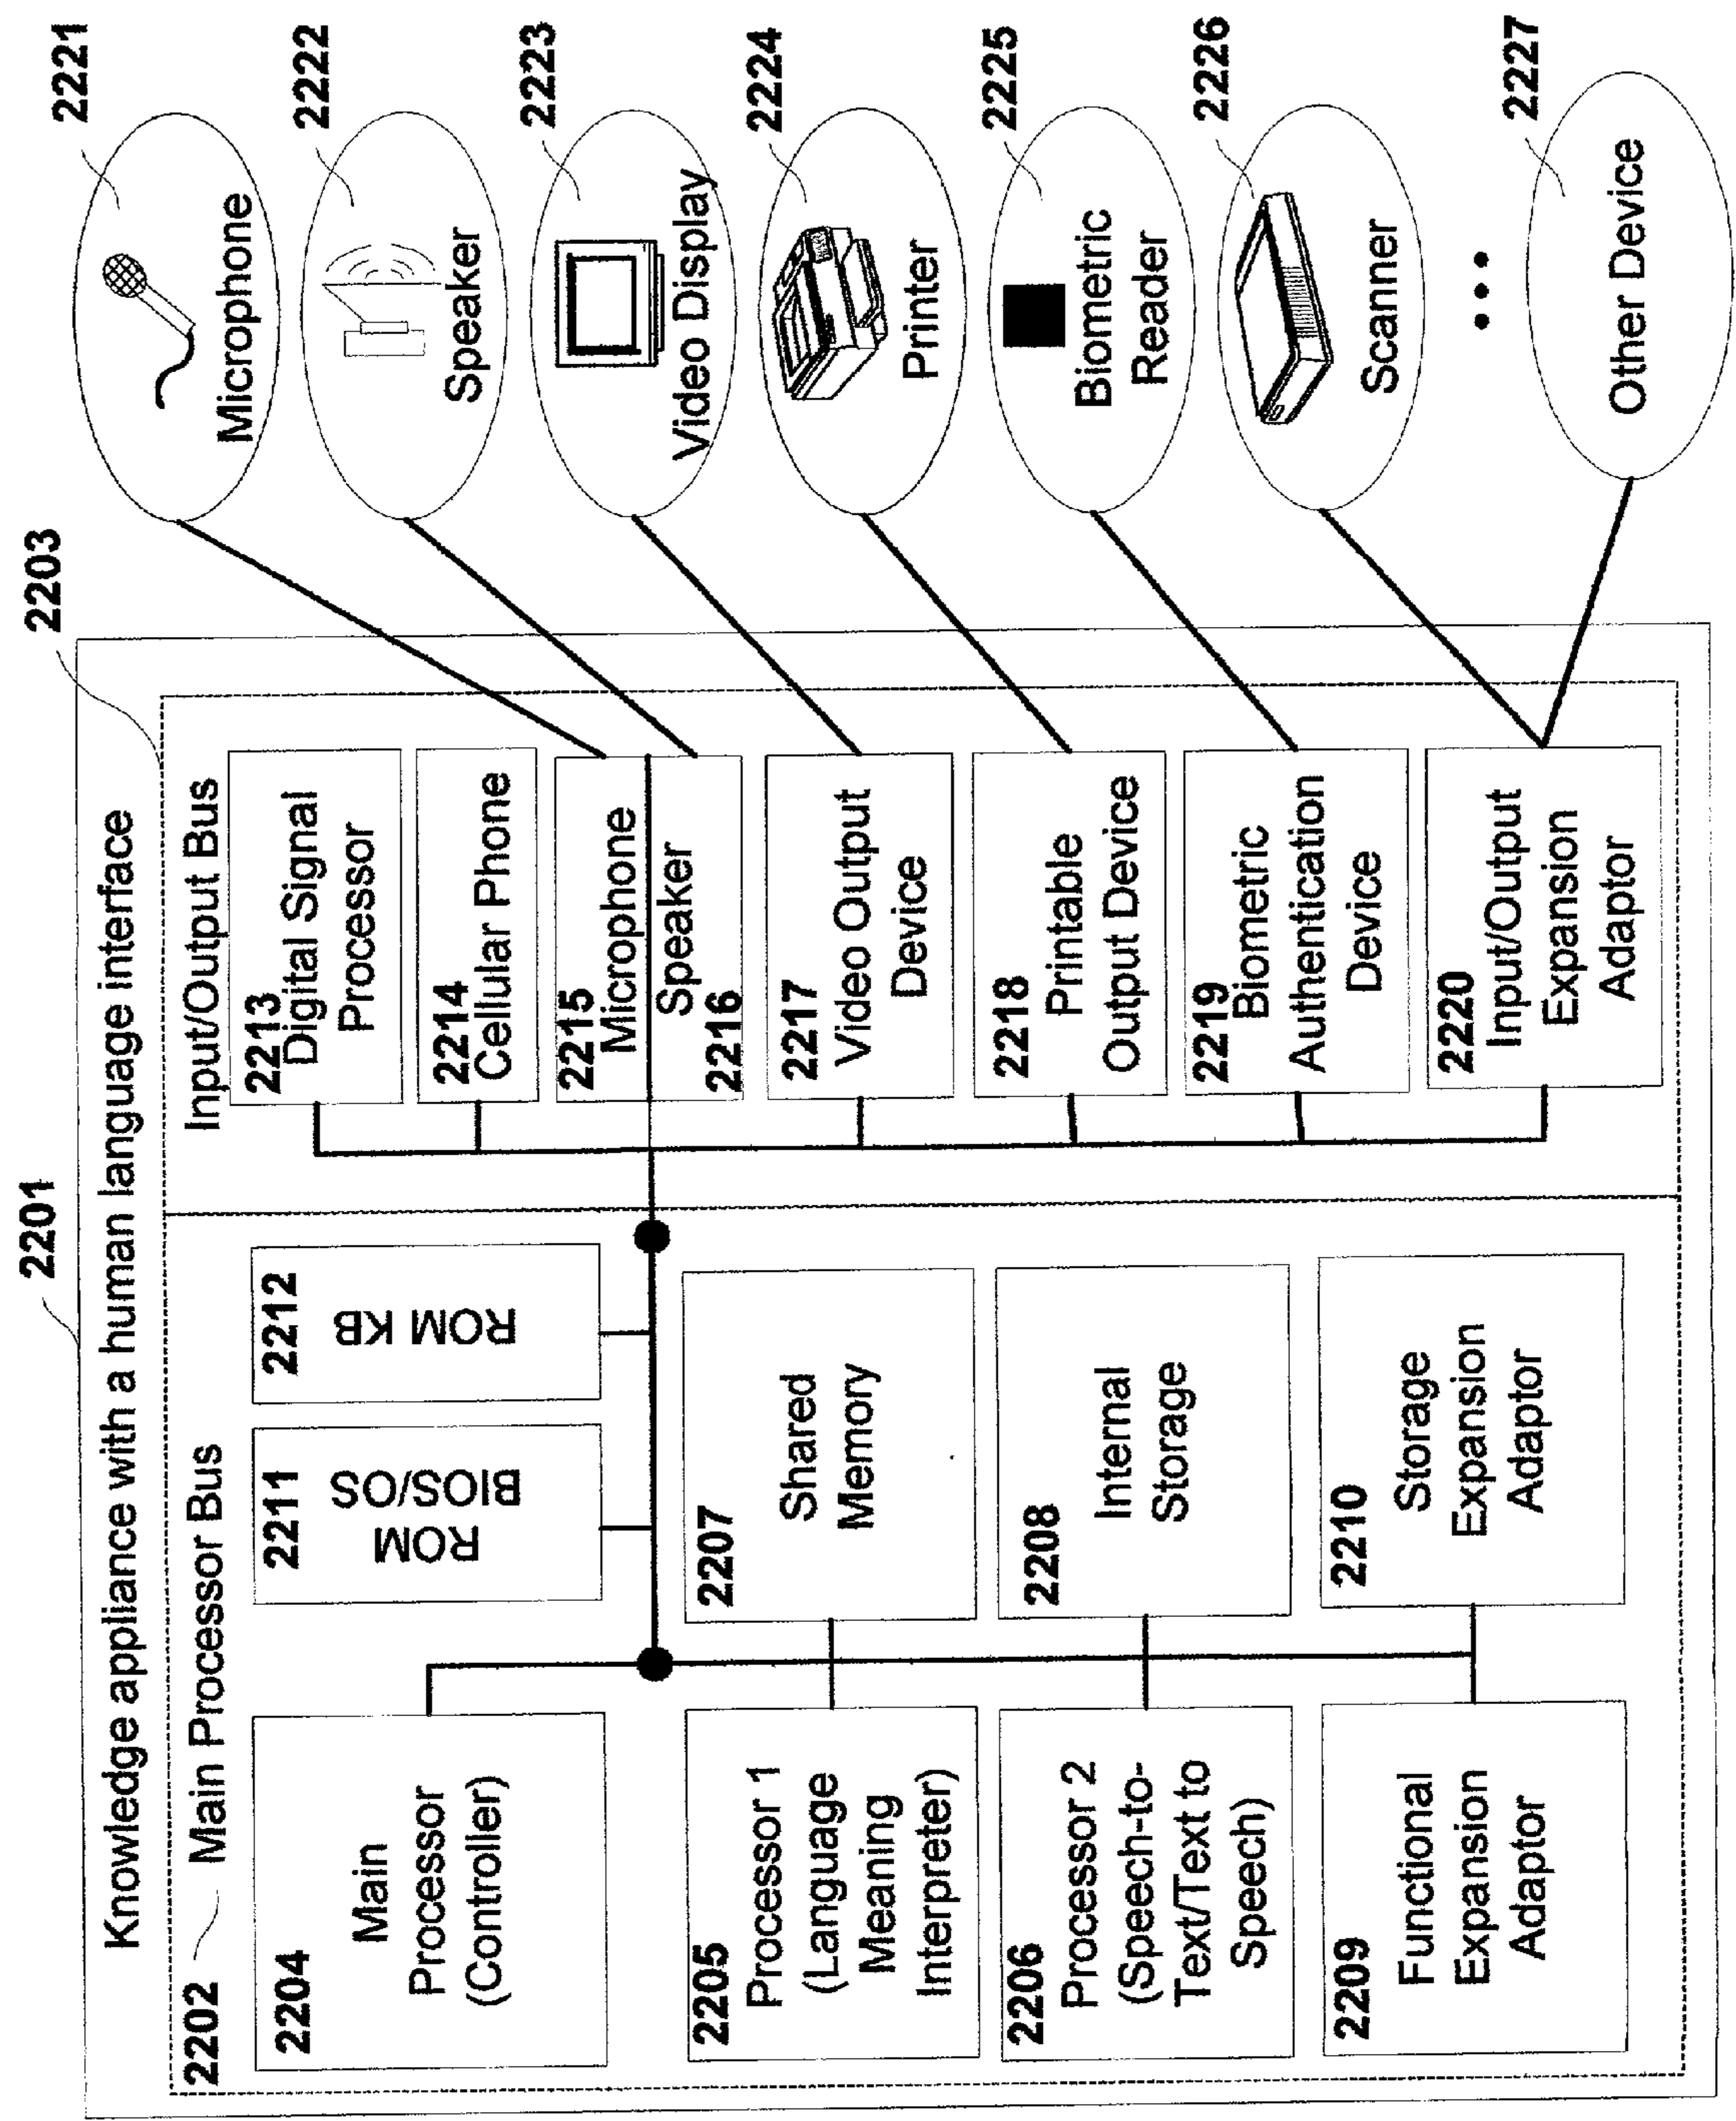 2201
Knowledge appliance with a human language interface
2202
Main Processor Bus
2203
Input/Output Bus
2204
Main
Processor
(Controller)
2211
ROM
BIOS/OS
2212
ROM KB
2205
Processor 1
(Language
Meaning
Interpreter)
2207
Shared
Memory
2206
Processor 2
(Speech-to-
Text/Text to
Speech)
2208
Internal
Storage
2209
Functional
Expansion
Adaptor
2210
Storage
Expansion
Adaptor
2213
Digital Signal
Processor
2214
Cellular Phone
2215
Microphone
Speaker
2216
2217
Video Output
Device
2218
Printable
Output Device
2219
Biometric
Authentication
Device
2220
Input/Output
Expansion
Adaptor
2221
Microphone
2222
Speaker
2223
Video Display
2224
Printer
2225
Biometric
Reader
2226
Scanner
2227
Other Device